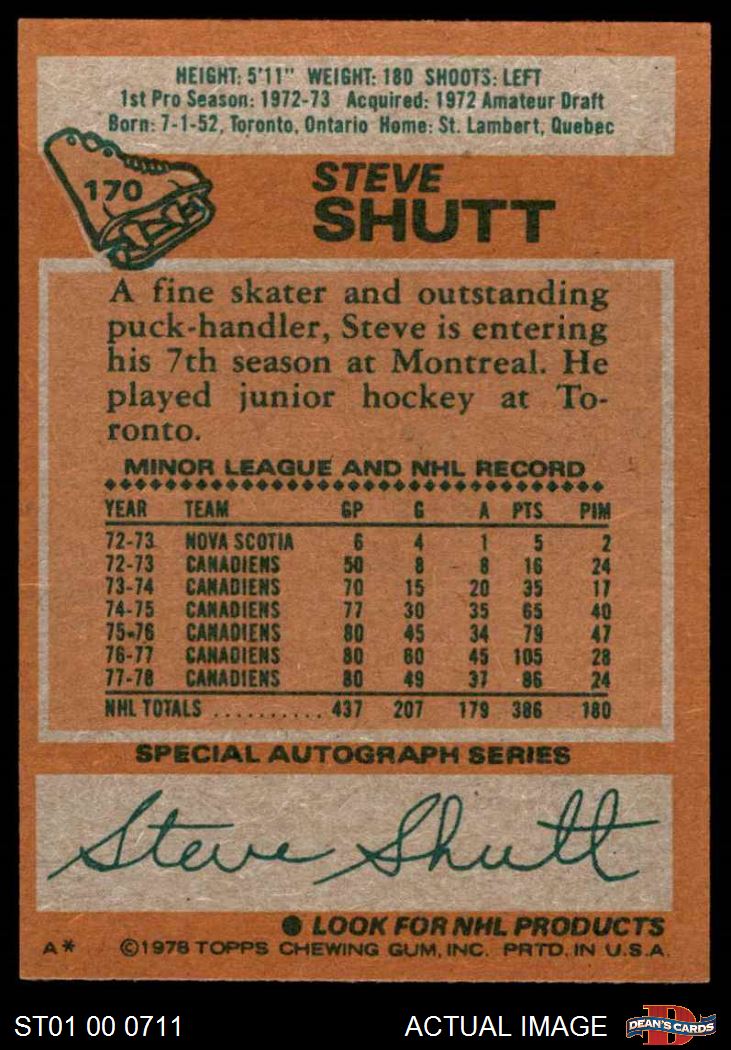 HEIGHT: 5'11" WEIGHT: 180 SHOOTS: LEFT
1st Pro Season: 1972-73 Acquired: 1972 Amateur Draft
Born: 7-1-52, Toronto, Ontario Home: St. Lambert, Quebec
170
STEVE
SHUTT
A fine skater and outstanding
puck-handler, Steve is entering
his 7th season at Montreal. He
played junior hockey at To-
ronto.
MINOR LEAGUE AND NHL RECORD
YEAR TEAM GP G A PTS PIM
72-73 NOVA SCOTIA 6 4 1 5 2
72-73 CANADIENS 50 8 8 16 24
73-74 CANADIENS 70 15 20 35 17
74-75 CANADIENS 77 30 35 65 40
75-76 CANADIENS 80 45 34 79 47
76-77 CANADIENS 80 60 45 105 28
77-78 CANADIENS 80 49 37 86 24
NHL TOTALS .......... 437 207 179 386 180
SPECIAL AUTOGRAPH SERIES
Steve Shutt
● LOOK FOR NHL PRODUCTS
A* ©1978 TOPPS CHEWING GUM, INC. PRTD. IN U.S.A.
ST01 00 0711 ACTUAL IMAGE DEAN'S CARDS